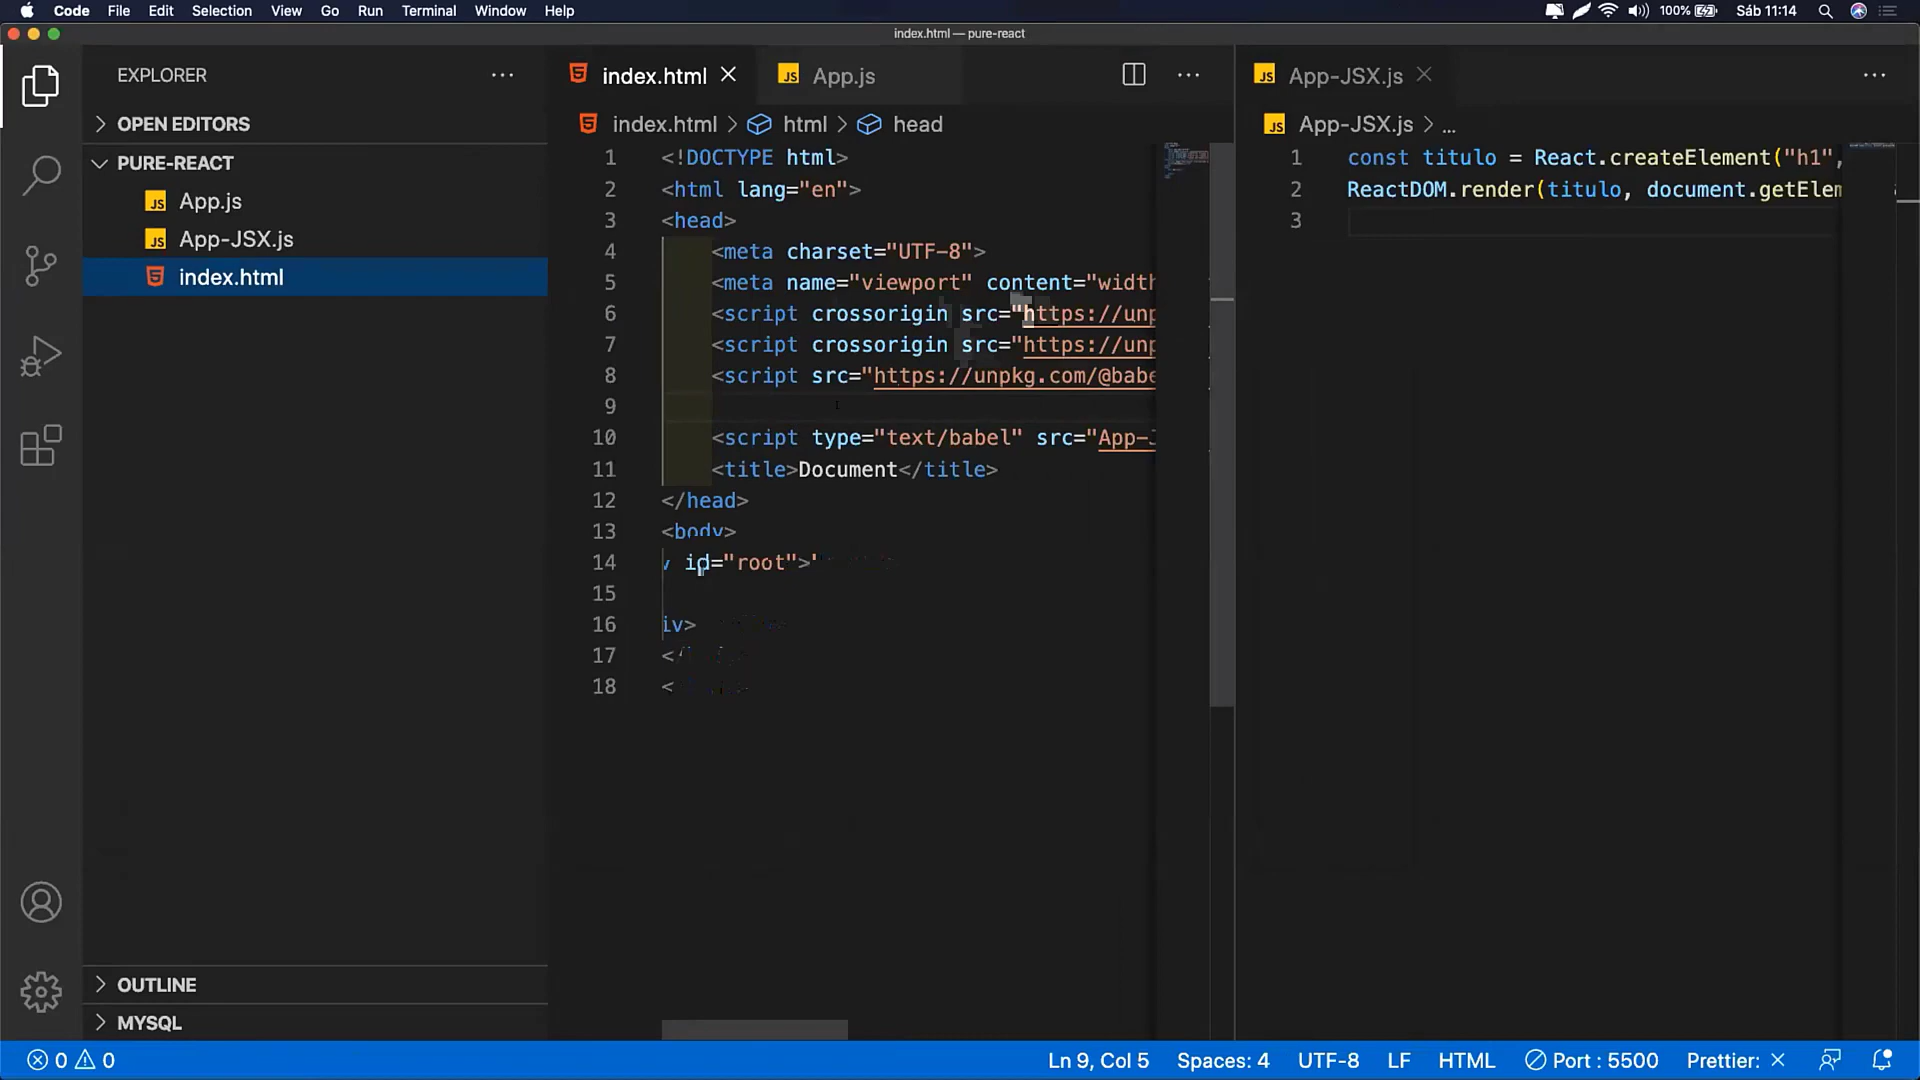 Code File Edit Selection View Go Run Terminal Window Help 100% Sáb 11:14
index.html — pure-react
EXPLORER
OPEN EDITORS
PURE-REACT
App.js
App-JSX.js
index.html
OUTLINE
MYSQL
index.html App.js
index.html > html > head
1 <!DOCTYPE html>
2 <html lang="en">
3 <head>
4 <meta charset="UTF-8">
5 <meta name="viewport" content="width
6 <script crossorigin src="https://unp
7 <script crossorigin src="https://unp
8 <script src="https://unpkg.com/@babe
9
10 <script type="text/babel" src="App-J
11 <title>Document</title>
12 </head>
13 <body>
14 v id="root">
15
16 iv>
17 </
18 <
App-JSX.js
App-JSX.js > ...
1 const titulo = React.createElement("h1",
2 ReactDOM.render(titulo, document.getElem
3
0 0 Ln 9, Col 5 Spaces: 4 UTF-8 LF HTML Port : 5500 Prettier: ×